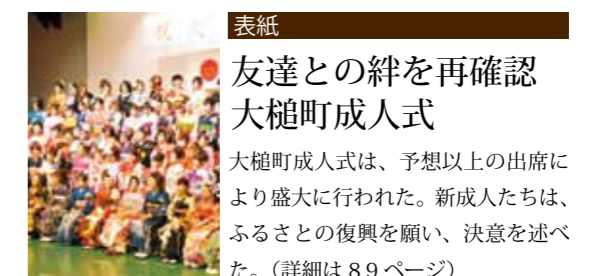 祝
表紙
友達との絆を再確認
大槌町成人式
大槌町成人式は、予想以上の出席に
より盛大に行われた。新成人たちは、
ふるさとの復興を願い、決意を述べ
た。（詳細は８９ページ）